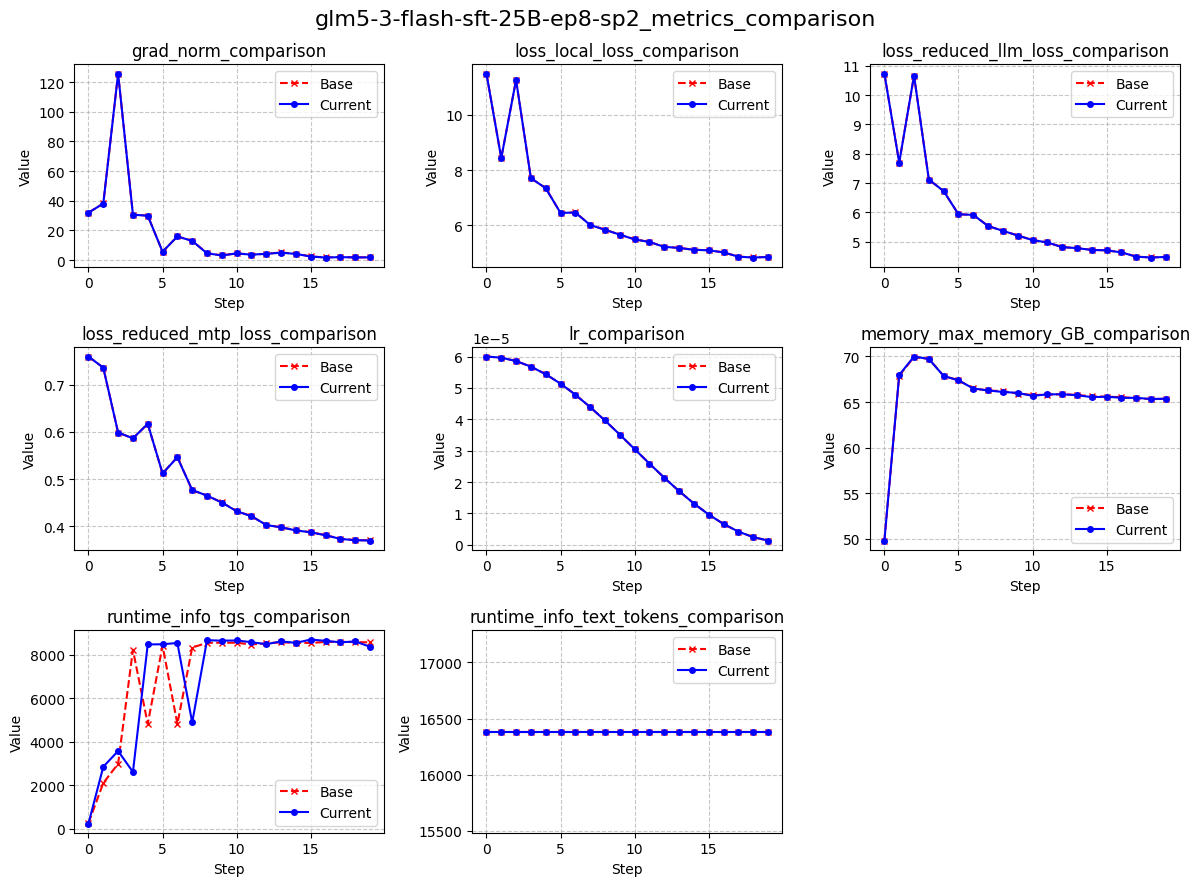 glm5-3-flash-sft-25B-ep8-sp2_metrics_comparison
grad_norm_comparison
Value
120
100
80
60
40
20
0
0 5 10 15
Step
Base
Current
loss_local_loss_comparison
Value
10
8
6
0 5 10 15
Step
Base
Current
loss_reduced_llm_loss_comparison
Value
11
10
9
8
7
6
5
0 5 10 15
Step
Base
Current
loss_reduced_mtp_loss_comparison
Value
0.7
0.6
0.5
0.4
0 5 10 15
Step
Base
Current
lr_comparison
1e−5
Value
6
5
4
3
2
1
0
0 5 10 15
Step
Base
Current
memory_max_memory_GB_comparison
Value
70
65
60
55
50
0 5 10 15
Step
Base
Current
runtime_info_tgs_comparison
Value
8000
6000
4000
2000
0
0 5 10 15
Step
Base
Current
runtime_info_text_tokens_comparison
Value
17000
16500
16000
15500
0 5 10 15
Step
Base
Current